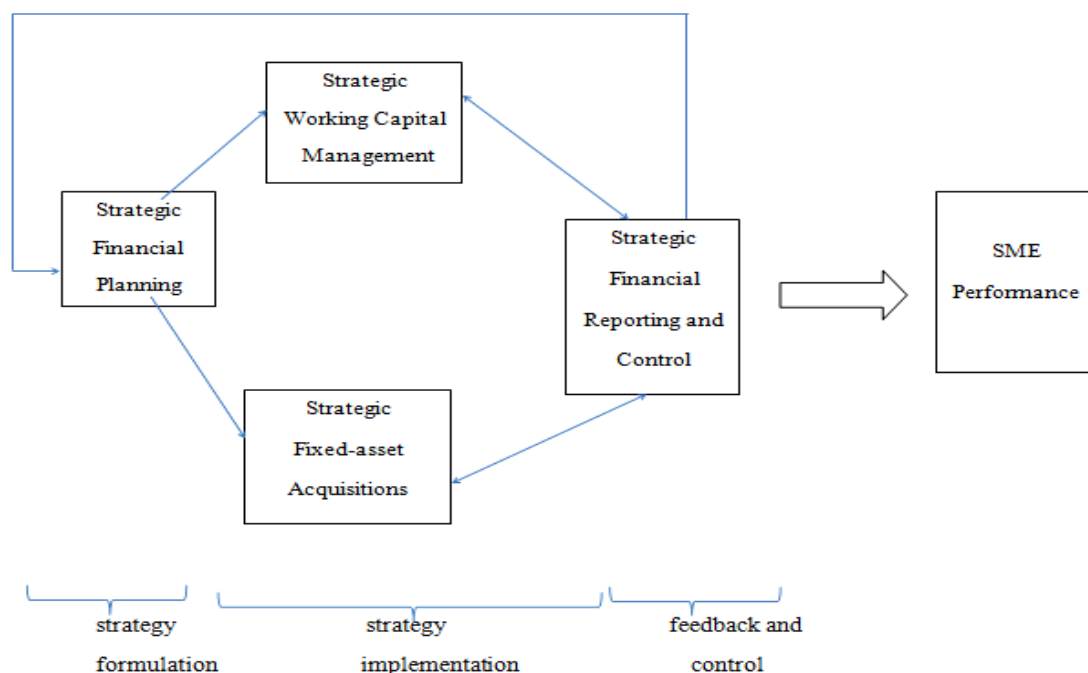 Strategic
Working Capital
Management
Strategic
Financial
Planning
Strategic
Financial
Reporting and
Control
SME
Performance
Strategic
Fixed-asset
Acquisitions
strategy
formulation
strategy
implementation
feedback and
control